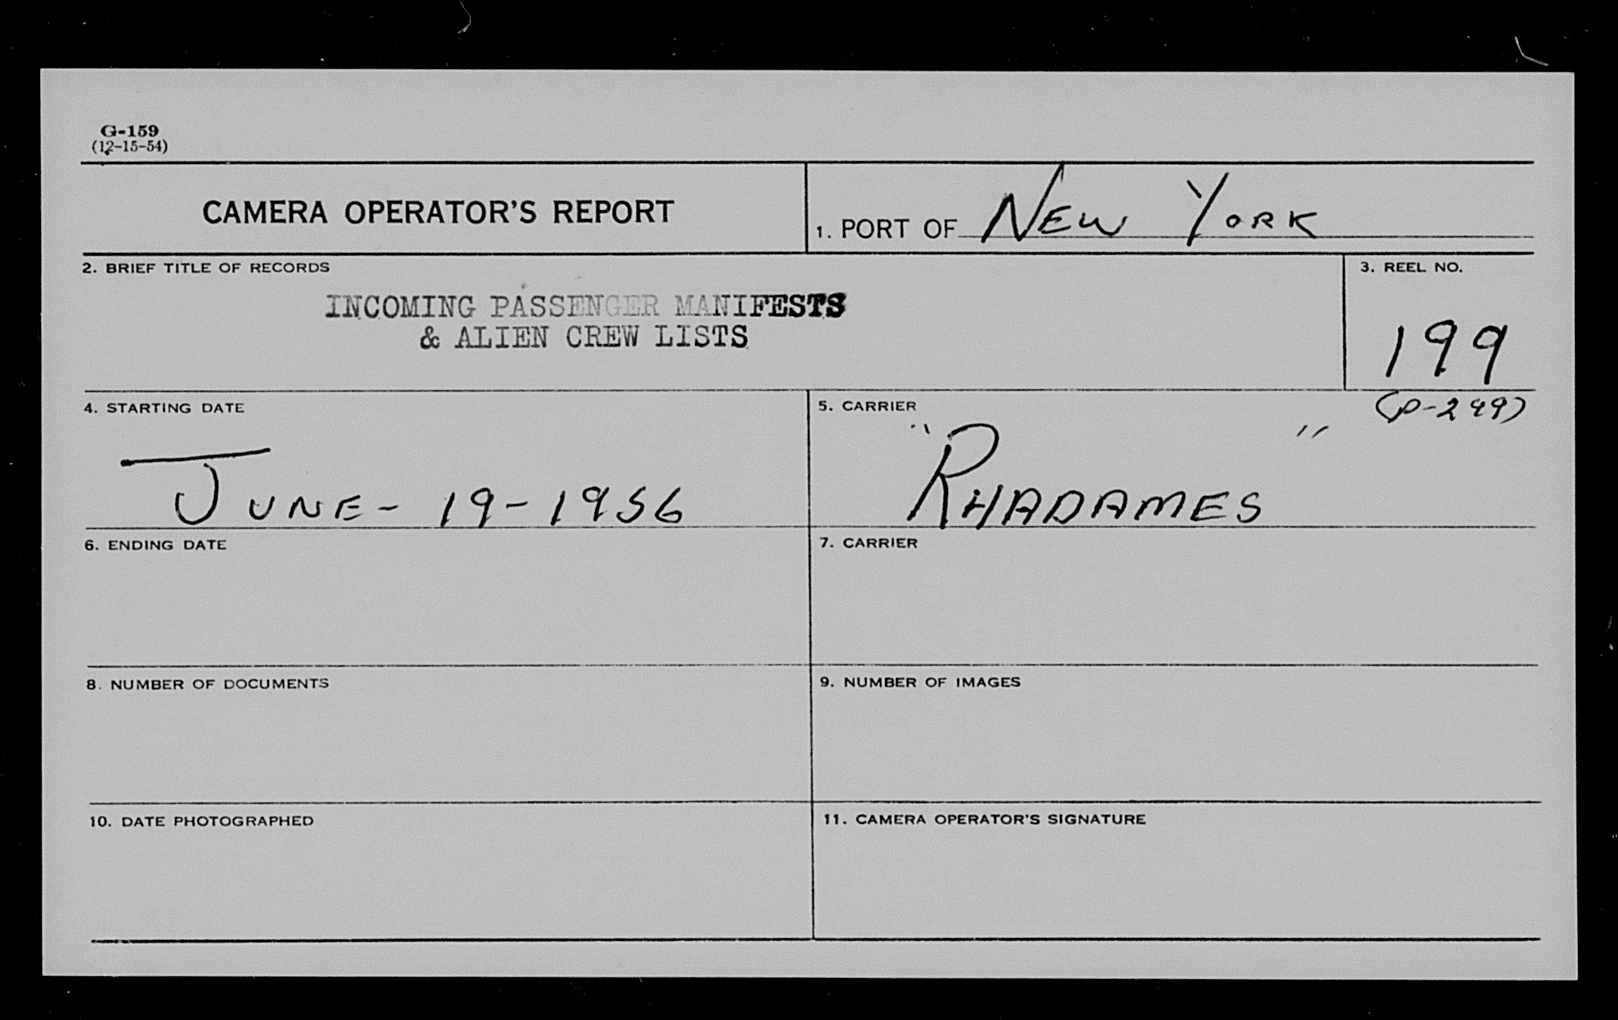 G-159
(12-15-54)
CAMERA OPERATOR'S REPORT
1. PORT OF NEW YORK
2. BRIEF TITLE OF RECORDS
INCOMING PASSENGER MANIFESTS
& ALIEN CREW LISTS
3. REEL NO.
199
(P-299)
4. STARTING DATE
JUNE- 19-1956
5. CARRIER
"RHADAMES"
6. ENDING DATE
7. CARRIER
8. NUMBER OF DOCUMENTS
9. NUMBER OF IMAGES
10. DATE PHOTOGRAPHED
11. CAMERA OPERATOR'S SIGNATURE